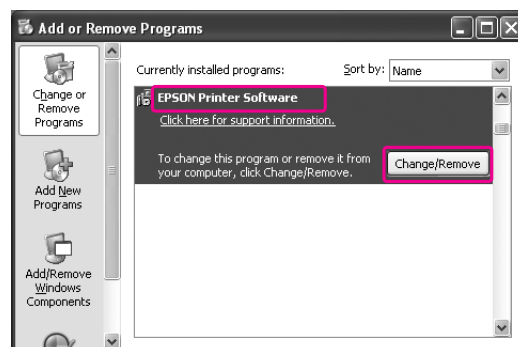 Add or Remove Programs
Change or
Remove
Programs
Add New
Programs
Add/Remove
Windows
Components
Currently installed programs:
Sort by: Name
EPSON Printer Software
Click here for support information.
To change this program or remove it from
your computer, click Change/Remove.
Change/Remove